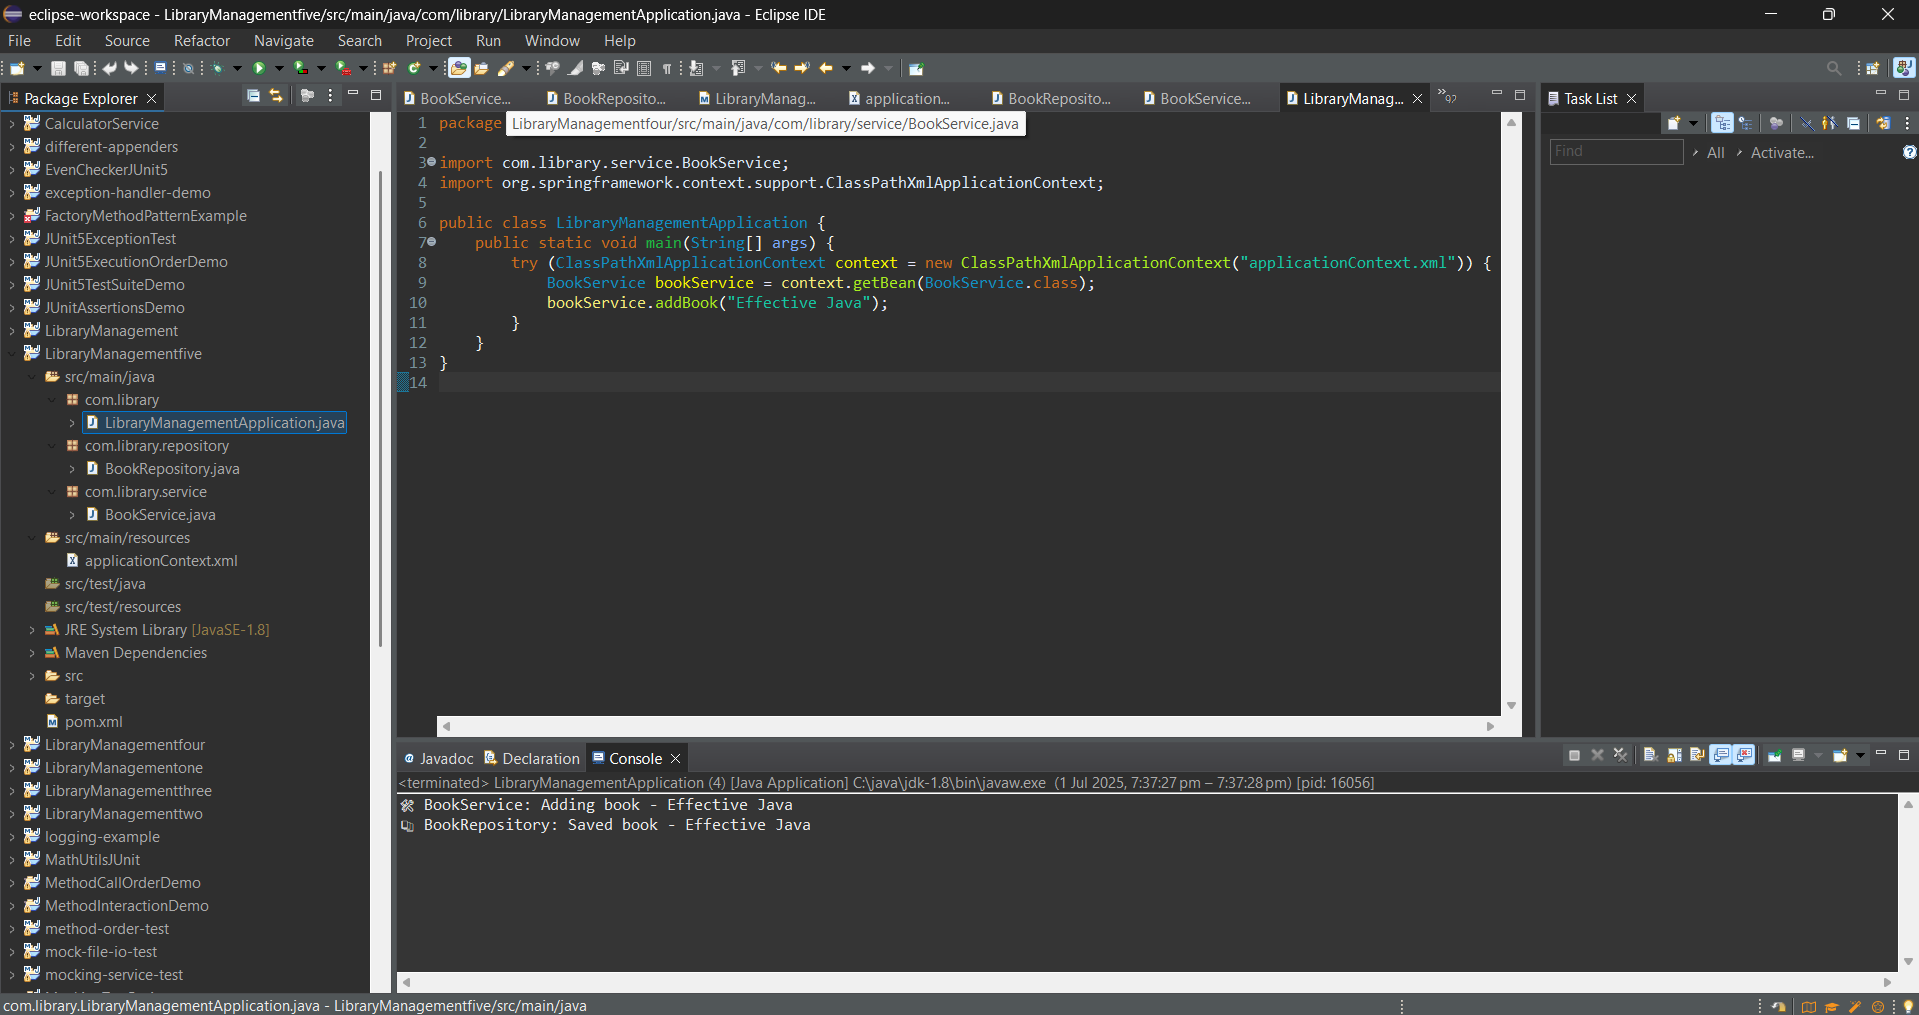 eclipse-workspace - LibraryManagementfive/src/main/java/com/library/LibraryManagementApplication.java - Eclipse IDE
File Edit Source Refactor Navigate Search Project Run Window Help
Package Explorer
CalculatorService
different-appenders
EvenCheckerJUnit5
exception-handler-demo
FactoryMethodPatternExample
JUnit5ExceptionTest
JUnit5ExecutionOrderDemo
JUnit5TestSuiteDemo
JUnitAssertionsDemo
LibraryManagement
LibraryManagementfive
src/main/java
com.library
LibraryManagementApplication.java
com.library.repository
BookRepository.java
com.library.service
BookService.java
src/main/resources
applicationContext.xml
src/test/java
src/test/resources
JRE System Library [JavaSE-1.8]
Maven Dependencies
src
target
pom.xml
LibraryManagementfour
LibraryManagementone
LibraryManagementthree
LibraryManagementtwo
logging-example
MathUtilsJUnit
MethodCallOrderDemo
MethodInteractionDemo
method-order-test
mock-file-io-test
mocking-service-test
BookService... BookReposito... LibraryManag... application... BookReposito... BookService... LibraryManag... »97
1 package
LibraryManagementfour/src/main/java/com/library/service/BookService.java
2
3 import com.library.service.BookService;
4 import org.springframework.context.support.ClassPathXmlApplicationContext;
5
6 public class LibraryManagementApplication {
7 public static void main(String[] args) {
8 try (ClassPathXmlApplicationContext context = new ClassPathXmlApplicationContext("applicationContext.xml")) {
9 BookService bookService = context.getBean(BookService.class);
10 bookService.addBook("Effective Java");
11 }
12 }
13 }
14
Task List
Find All Activate...
Javadoc Declaration Console
<terminated> LibraryManagementApplication (4) [Java Application] C:\java\jdk-1.8\bin\javaw.exe (1 Jul 2025, 7:37:27 pm – 7:37:28 pm) [pid: 16056]
BookService: Adding book - Effective Java
BookRepository: Saved book - Effective Java
com.library.LibraryManagementApplication.java - LibraryManagementfive/src/main/java